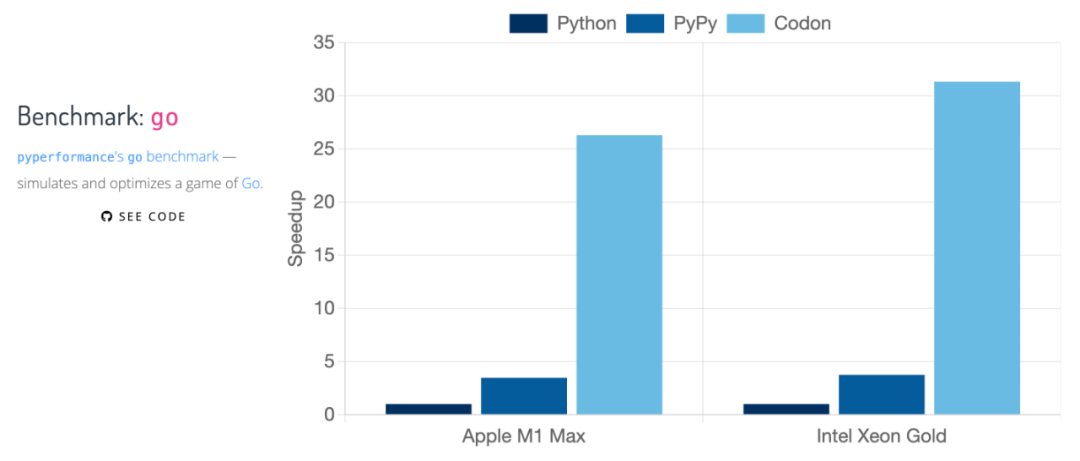 Benchmark: go
pyperformance's go benchmark —
simulates and optimizes a game of Go.
SEE CODE
Python PyPy Codon
Speedup
35
30
25
20
15
10
5
0
Apple M1 Max Intel Xeon Gold